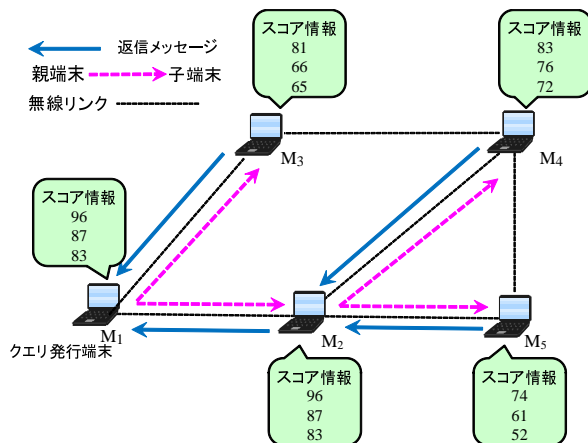 返信メッセージ
親端末 子端末
無線リンク
スコア情報
81
66
65
スコア情報
83
76
72
M3
M4
スコア情報
96
87
83
M1
クエリ発行端末
M2
M5
スコア情報
96
87
83
スコア情報
74
61
52